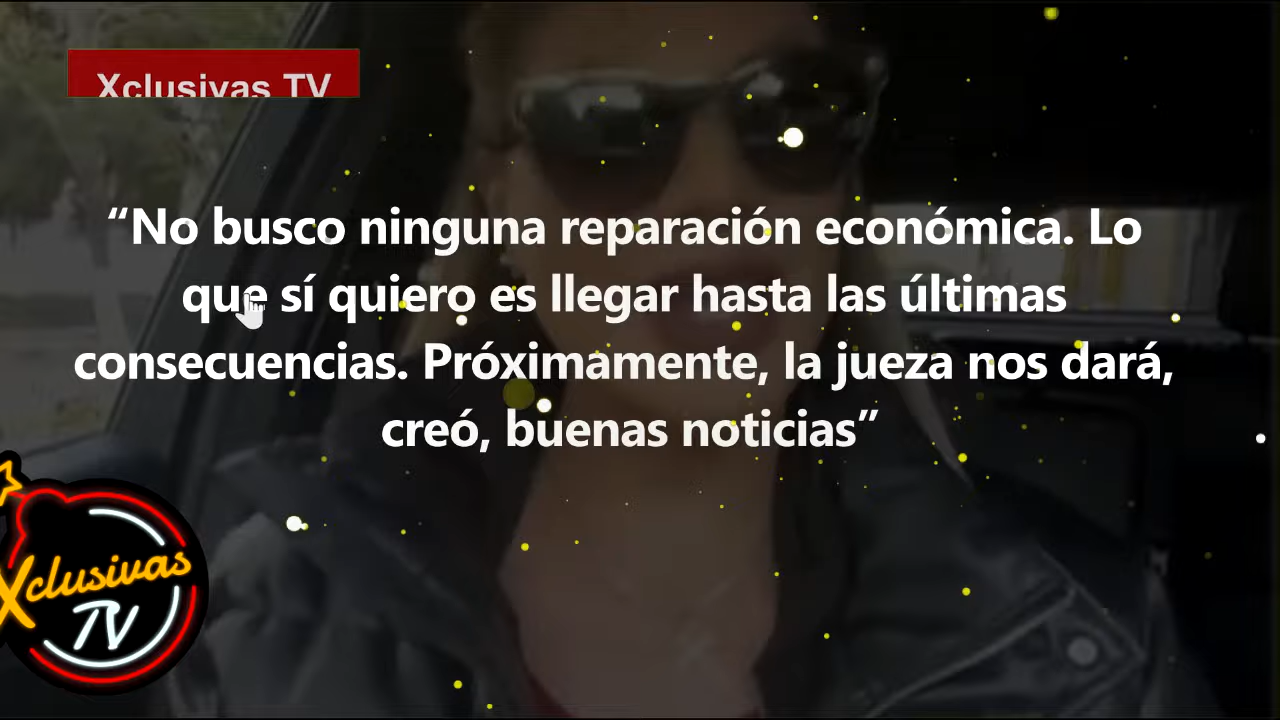 Xclusivas TV
“No busco ninguna reparación económica. Lo
que sí quiero es llegar hasta las últimas
consecuencias. Próximamente, la jueza nos dará,
creó, buenas noticias”
Xclusivas
TV